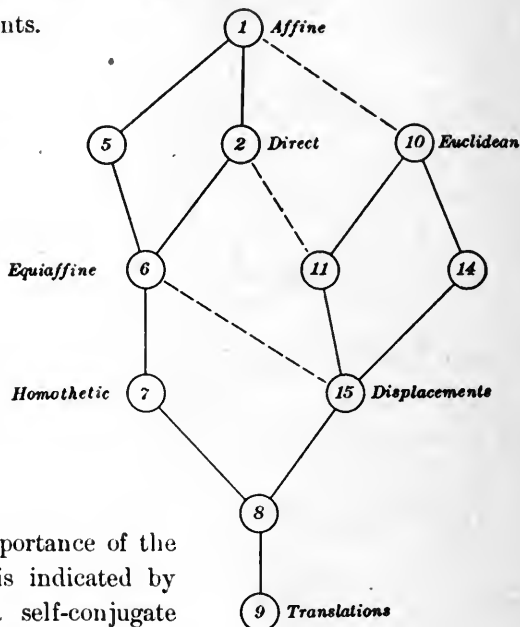 nts.
1 Affine
5 2 Direct 10 Euclidean
Equiaffine 6 11 14
Homothetic 7 15 Displacements
8
portance of the
is indicated by
self-conjugate
9 Translations